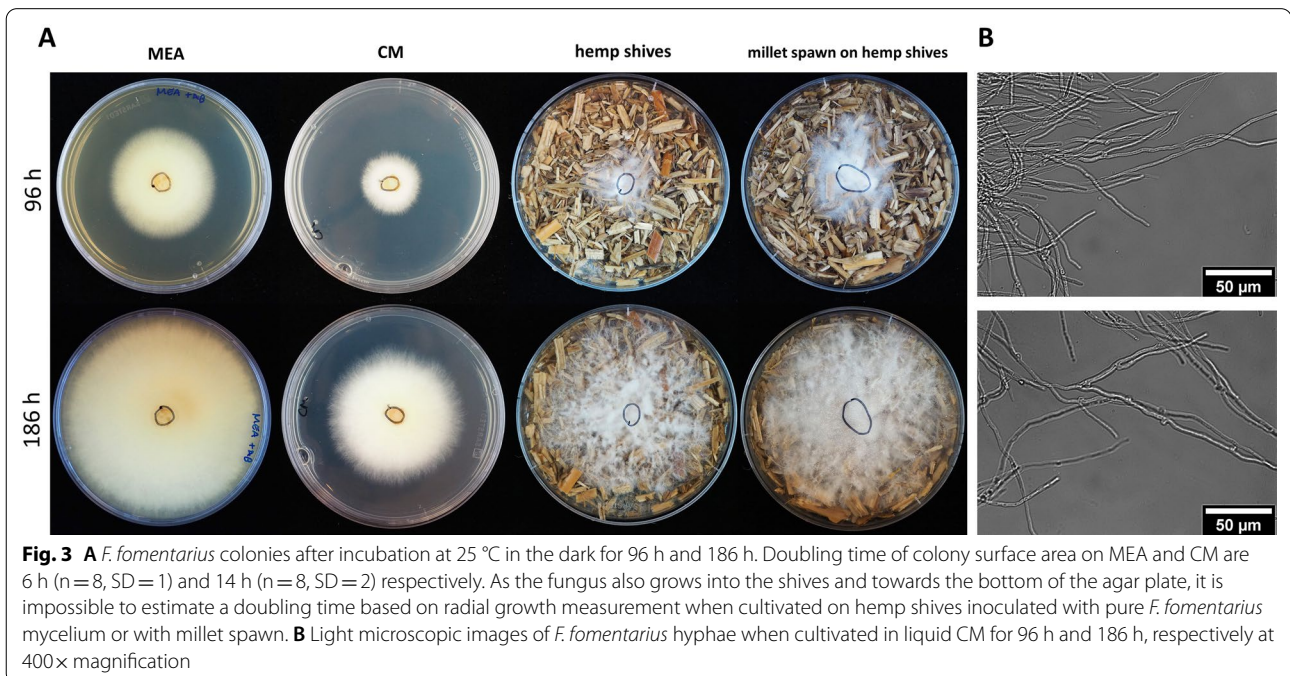 A
B
MEA
CM
hemp shives
millet spawn on hemp shives
96 h
MEA + AB
50 µm
186 h
MEA + AB
50 µm
Fig. 3 A F. fomentarius colonies after incubation at 25 °C in the dark for 96 h and 186 h. Doubling time of colony surface area on MEA and CM are
6 h (n = 8, SD = 1) and 14 h (n = 8, SD = 2) respectively. As the fungus also grows into the shives and towards the bottom of the agar plate, it is
impossible to estimate a doubling time based on radial growth measurement when cultivated on hemp shives inoculated with pure F. fomentarius
mycelium or with millet spawn. B Light microscopic images of F. fomentarius hyphae when cultivated in liquid CM for 96 h and 186 h, respectively at
400× magnification